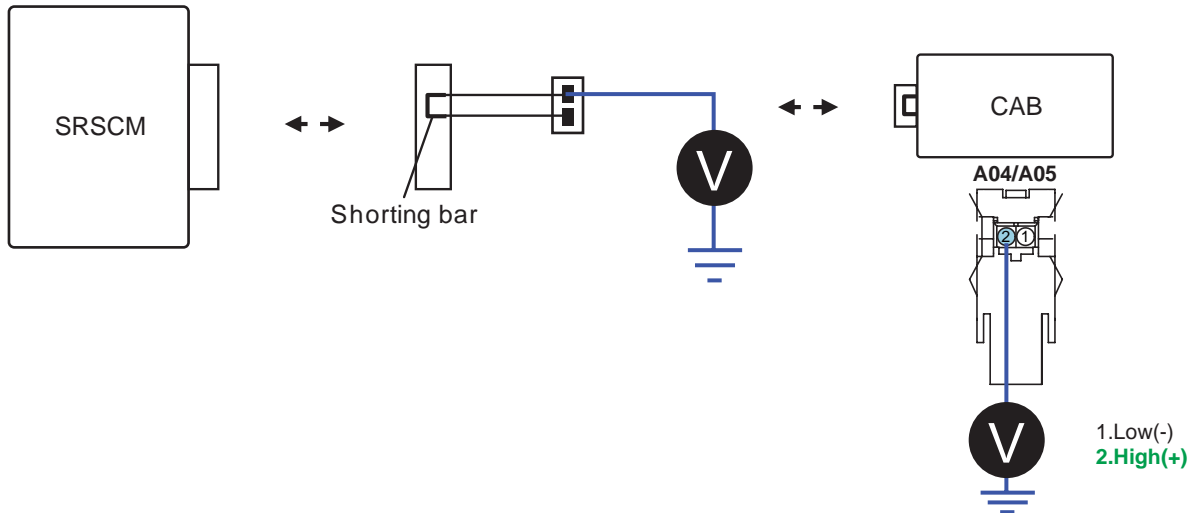 SRSCM
Shorting bar
V
CAB
A04/A05
2 1
V
1.Low(-)
2.High(+)